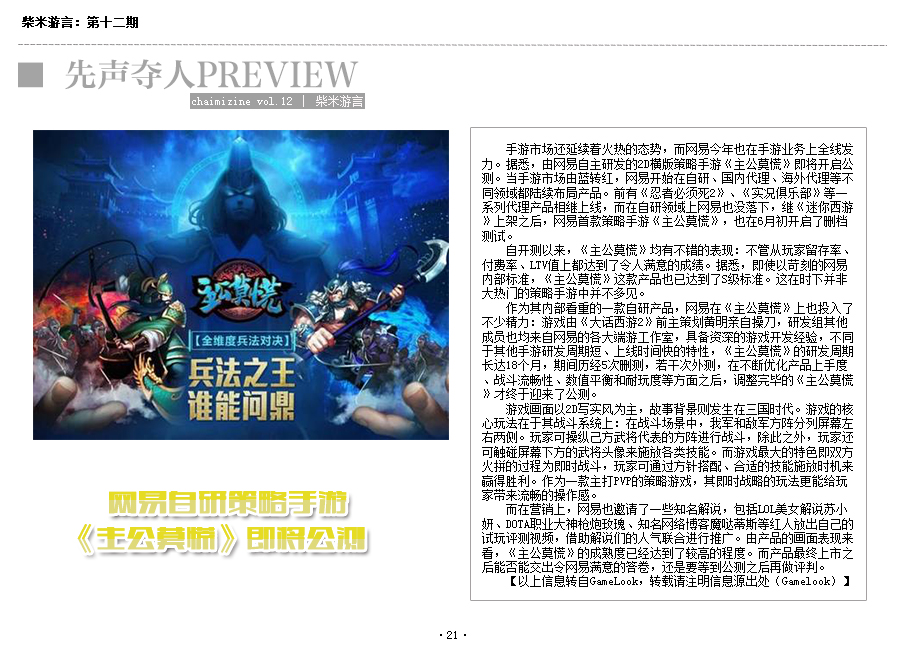 柴米游言：第十二期
先声夺人PREVIEW
chaimizine vol.12 | 柴米游言
主公莫慌
【全维度兵法对决】
兵法之王
谁能问鼎
网易自研策略手游
《主公莫慌》即将公测
手游市场还延续着火热的态势，而网易今年也在手游业务上全线发
力。据悉，由网易自主研发的2D横版策略手游《主公莫慌》即将开启公
测。当手游市场由蓝转红，网易开始在自研、国内代理、海外代理等不
同领域都陆续布局产品。前有《忍者必须死2》、《实况俱乐部》等一
系列代理产品相继上线，而在自研领域上网易也没落下，继《迷你西游
》上架之后，网易首款策略手游《主公莫慌》，也在6月初开启了删档
测试。
自开测以来，《主公莫慌》均有不错的表现：不管从玩家留存率、
付费率、LTV值上都达到了令人满意的成绩。据悉，即使以苛刻的网易
内部标准，《主公莫慌》这款产品也已达到了S级标准。这在时下并非
大热门的策略手游中并不多见。
作为其内部看重的一款自研产品，网易在《主公莫慌》上也投入了
不少精力：游戏由《大话西游2》前主策划黄明亲自操刀，研发组其他
成员也均来自网易的各大端游工作室，具备资深的游戏开发经验，不同
于其他手游研发周期短、上线时间快的特性，《主公莫慌》的研发周期
长达18个月，期间历经5次删测，若干次外测，在不断优化产品上手度
、战斗流畅性、数值平衡和耐玩度等方面之后，调整完毕的《主公莫慌
》才终于迎来了公测。
游戏画面以2D写实风为主，故事背景则发生在三国时代。游戏的核
心玩法在于其战斗系统上：在战斗场景中，我军和敌军方阵分列屏幕左
右两侧。玩家可操纵己方武将代表的方阵进行战斗，除此之外，玩家还
可触碰屏幕下方的武将头像来施放各类技能。而游戏最大的特色即双方
火拼的过程为即时战斗，玩家可通过方针搭配、合适的技能施放时机来
赢得胜利。作为一款主打PVP的策略游戏，其即时战略的玩法更能给玩
家带来流畅的操作感。
而在营销上，网易也邀请了一些知名解说，包括LOL美女解说苏小
妍、DOTA职业大神枪炮玫瑰、知名网络博客魔哒蒂斯等红人放出自己的
试玩评测视频，借助解说们的人气联合进行推广。由产品的画面表现来
看，《主公莫慌》的成熟度已经达到了较高的程度。而产品最终上市之
后能否能交出令网易满意的答卷，还是要等到公测之后再做评判。
【以上信息转自GameLook，转载请注明信息源出处（Gamelook）】
·21·